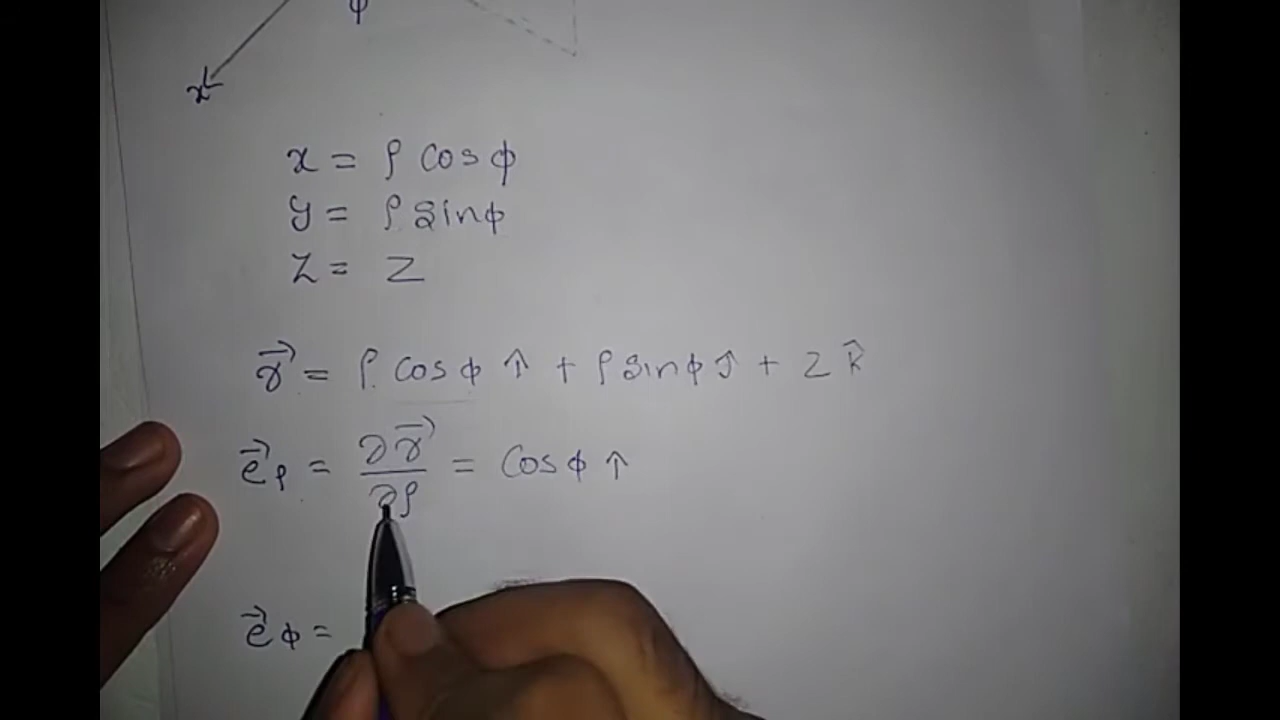 φ
x
x = ρ cos φ
y = ρ sin φ
z = z
r⃗ = ρ cos φ î + ρ sin φ ĵ + z k̂
e⃗ρ = ∂r⃗/∂ρ = cos φ î
e⃗φ =